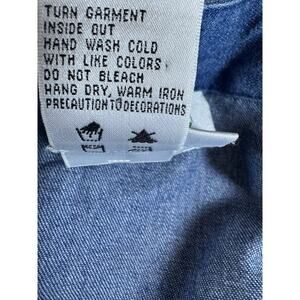 TURN GARMENT
INSIDE OUT
HAND WASH COLD
WITH LIKE COLORS
DO NOT BLEACH
HANG DRY, WARM IRON
PRECAUTION TO DECORATIONS